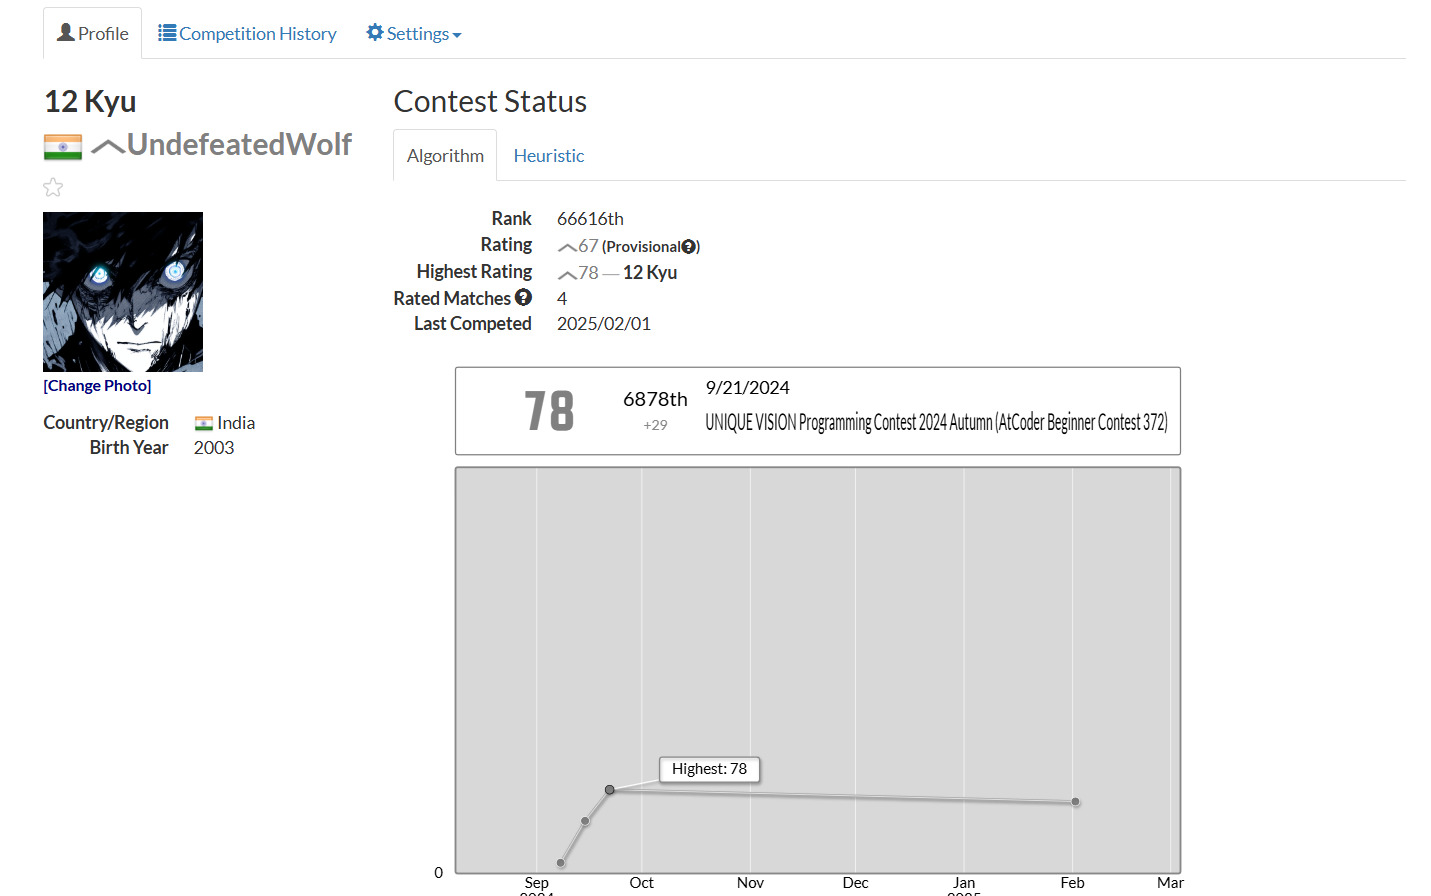 Profile
Competition History
Settings
12 Kyu
UndefeatedWolf
[Change Photo]
Country/Region India
Birth Year 2003
Contest Status
Algorithm
Heuristic
Rank 66616th
Rating 67 (Provisional?)
Highest Rating 78 — 12 Kyu
Rated Matches ? 4
Last Competed 2025/02/01
78
6878th
+29
9/21/2024
UNIQUE VISION Programming Contest 2024 Autumn (AtCoder Beginner Contest 372)
Highest: 78
0
Sep Oct Nov Dec Jan Feb Mar